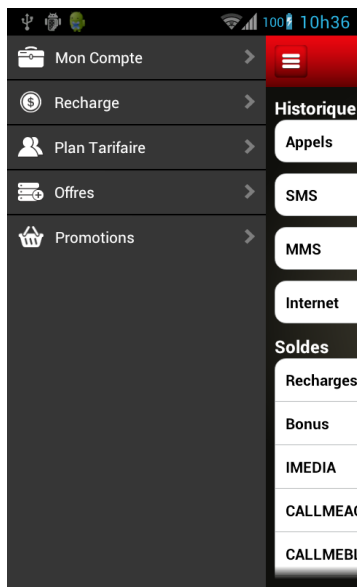 100 10h36
Mon Compte
Recharge
Plan Tarifaire
Offres
Promotions
Historique
Appels
SMS
MMS
Internet
Soldes
Recharges
Bonus
IMEDIA